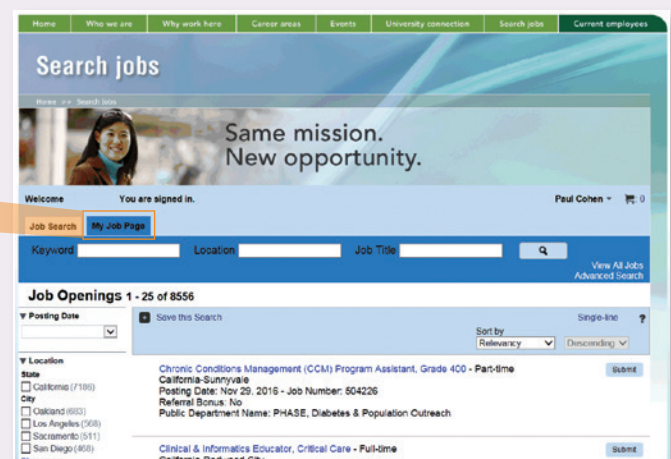 Home Who we are Why work here Career areas Events University connection Search jobs Current employees
Search jobs
Home >> Search jobs
Same mission.
New opportunity.
Welcome You are signed in. Paul Cohen 0
Job Search My Job Page
Keyword Location Job Title
View All Jobs
Advanced Search
Job Openings 1 - 25 of 8556
Posting Date
Save this Search Single-line ?
Sort by
Relevancy Descending
Location
State
California (7186)
City
Oakland (683)
Los Angeles (568)
Sacramento (511)
San Diego (468)
Chronic Conditions Management (CCM) Program Assistant, Grade 400 - Part-time Submit
California-Sunnyvale
Posting Date: Nov 29, 2016 - Job Number: 504226
Referral Bonus: No
Public Department Name: PHASE, Diabetes & Population Outreach
Clinical & Informatics Educator, Critical Care - Full-time Submit
California-Redwood City